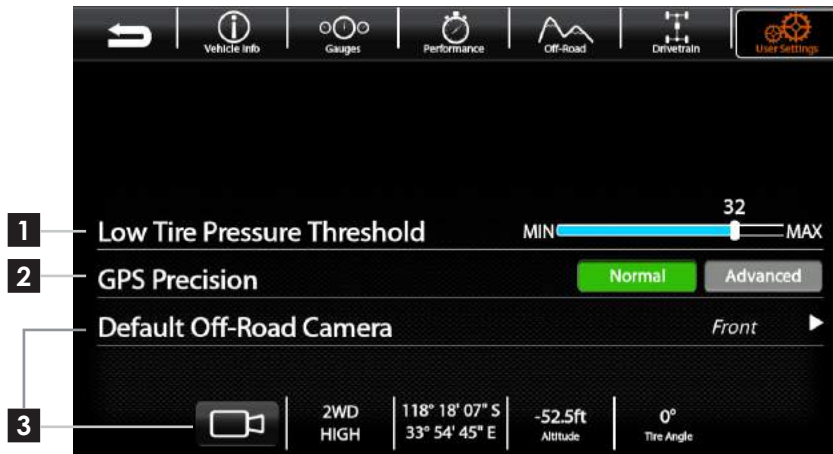 Vehicle Info
Gauges
Performance
Off-Road
Drivetrain
User Settings
32
1
Low Tire Pressure Threshold
MIN
MAX
2
GPS Precision
Normal
Advanced
Default Off-Road Camera
Front
3
2WD
HIGH
118° 18' 07" S
33° 54' 45" E
-52.5ft
Altitude
0°
Tire Angle